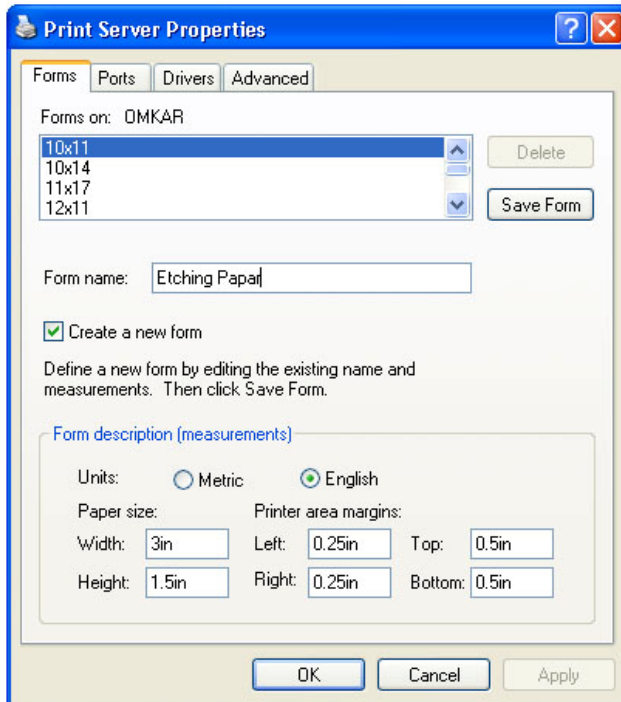 Print Server Properties
Forms Ports Drivers Advanced
Forms on: OMKAR
10x11
10x14
11x17
12x11
Delete
Save Form
Form name: Etching Papar
Create a new form
Define a new form by editing the existing name and
measurements. Then click Save Form.
Form description (measurements)
Units: Metric English
Paper size: Printer area margins:
Width: 3in Left: 0.25in Top: 0.5in
Height: 1.5in Right: 0.25in Bottom: 0.5in
OK Cancel Apply